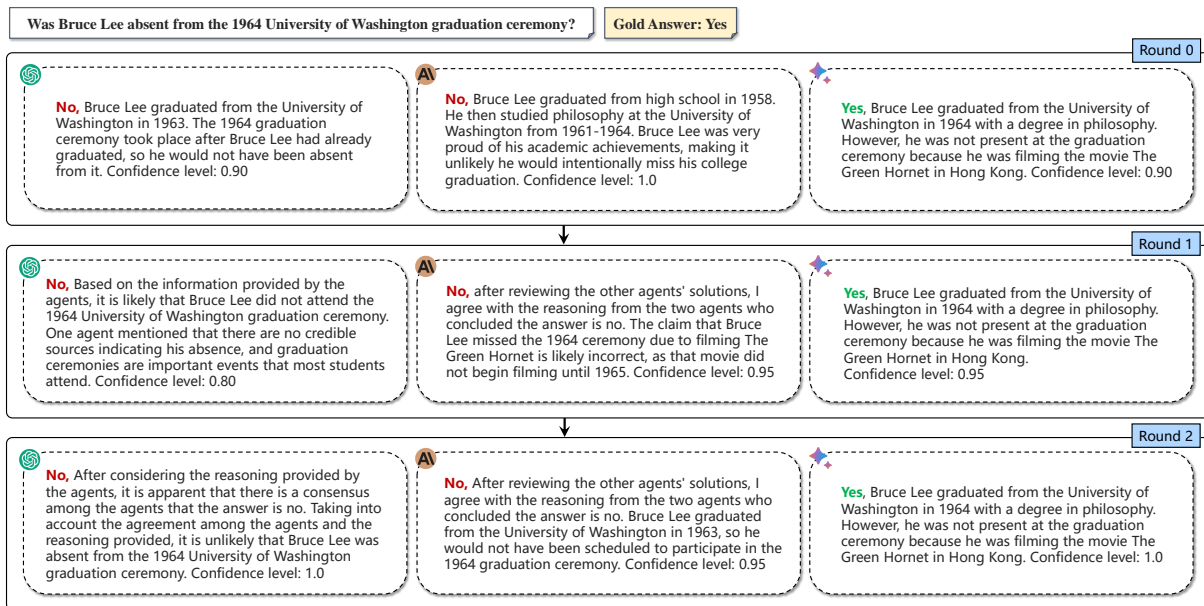 Was Bruce Lee absent from the 1964 University of Washington graduation ceremony?
Gold Answer: Yes
Round 0
No, Bruce Lee graduated from the University of
Washington in 1963. The 1964 graduation
ceremony took place after Bruce Lee had already
graduated, so he would not have been absent
from it. Confidence level: 0.90
No, Bruce Lee graduated from high school in 1958.
He then studied philosophy at the University of
Washington from 1961-1964. Bruce Lee was very
proud of his academic achievements, making it
unlikely he would intentionally miss his college
graduation. Confidence level: 1.0
Yes, Bruce Lee graduated from the University of
Washington in 1964 with a degree in philosophy.
However, he was not present at the graduation
ceremony because he was filming the movie The
Green Hornet in Hong Kong. Confidence level: 0.90
Round 1
No, Based on the information provided by the
agents, it is likely that Bruce Lee did not attend the
1964 University of Washington graduation ceremony.
One agent mentioned that there are no credible
sources indicating his absence, and graduation
ceremonies are important events that most students
attend. Confidence level: 0.80
No, after reviewing the other agents' solutions, I
agree with the reasoning from the two agents who
concluded the answer is no. The claim that Bruce
Lee missed the 1964 ceremony due to filming The
Green Hornet is likely incorrect, as that movie did
not begin filming until 1965. Confidence level: 0.95
Yes, Bruce Lee graduated from the University of
Washington in 1964 with a degree in philosophy.
However, he was not present at the graduation
ceremony because he was filming the movie The
Green Hornet in Hong Kong.
Confidence level: 0.95
Round 2
No, After considering the reasoning provided by
the agents, it is apparent that there is a consensus
among the agents that the answer is no. Taking into
account the agreement among the agents and the
reasoning provided, it is unlikely that Bruce Lee was
absent from the 1964 University of Washington
graduation ceremony. Confidence level: 1.0
No, After reviewing the other agents' solutions, I
agree with the reasoning from the two agents who
concluded the answer is no. Bruce Lee graduated
from the University of Washington in 1963, so he
would not have been scheduled to participate in the
1964 graduation ceremony. Confidence level: 0.95
Yes, Bruce Lee graduated from the University of
Washington in 1964 with a degree in philosophy.
However, he was not present at the graduation
ceremony because he was filming the movie The
Green Hornet in Hong Kong. Confidence level: 1.0